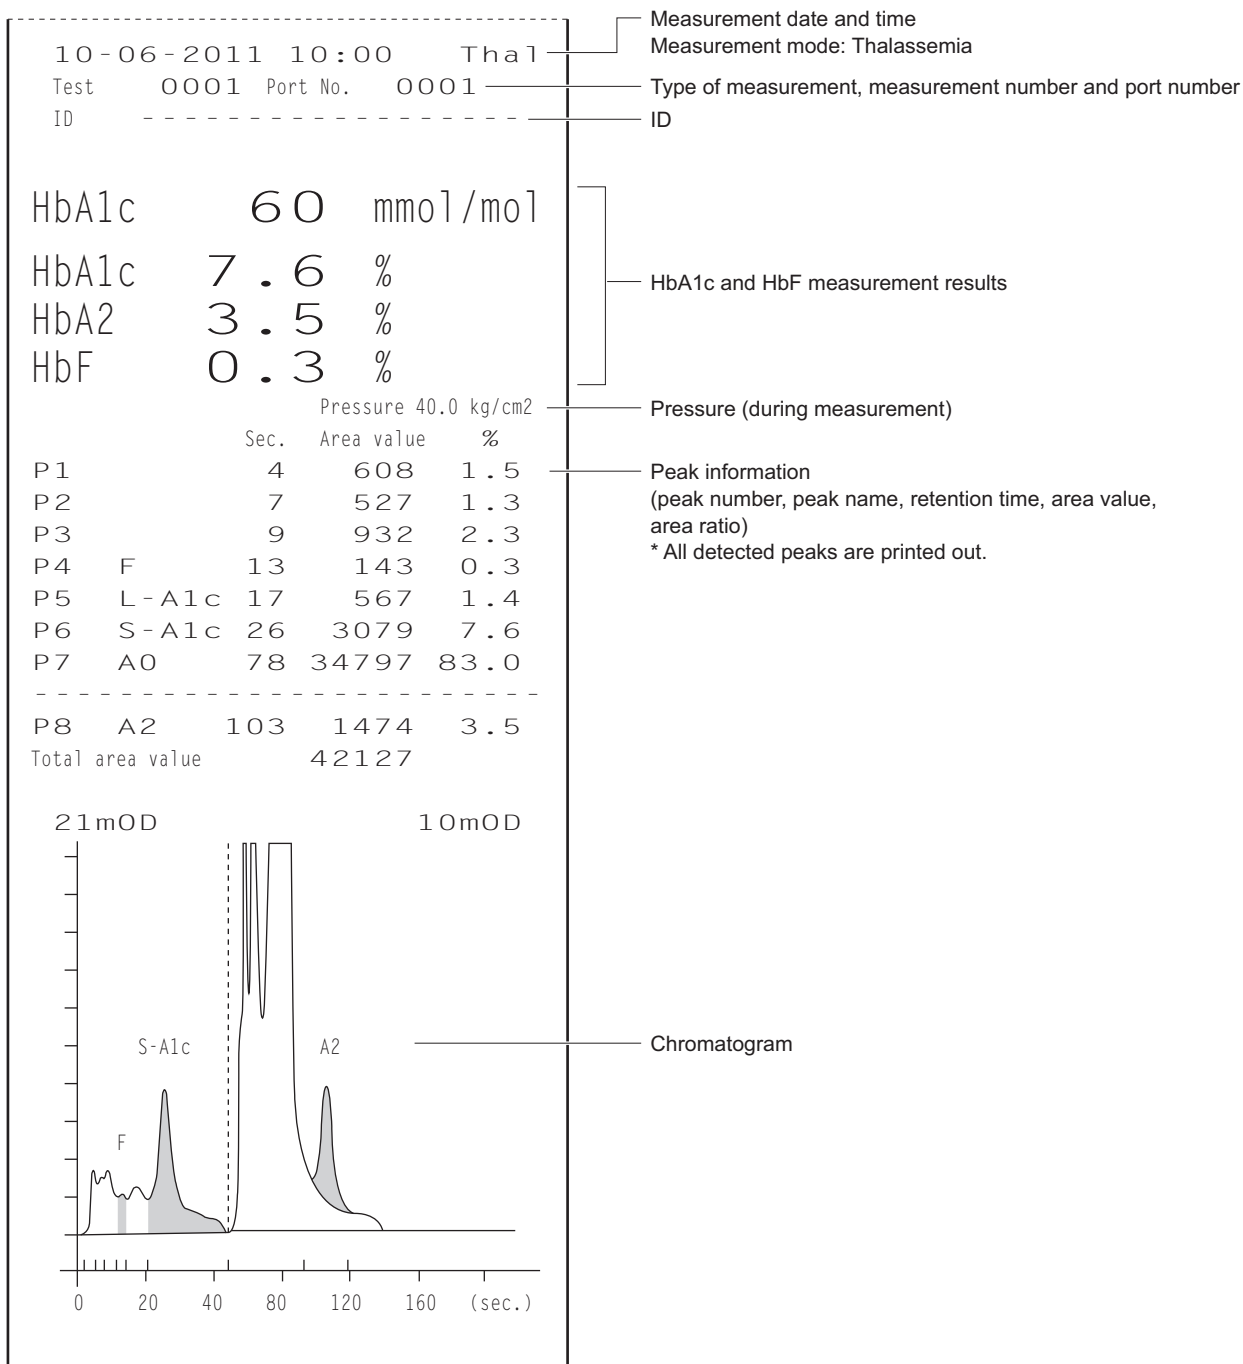 10-06-2011 10:00 Thal
Test 0001 Port No. 0001
ID - - - - - - - - - - - - - - - - - -
HbA1c 60 mmol/mol
HbA1c 7.6 %
HbA2 3.5 %
HbF 0.3 %
Pressure 40.0 kg/cm2
Sec. Area value %
P1 4 608 1.5
P2 7 527 1.3
P3 9 932 2.3
P4 F 13 143 0.3
P5 L-A1c 17 567 1.4
P6 S-A1c 26 3079 7.6
P7 A0 78 34797 83.0
- - - - - - - - - - - - - - - - - - - - - - - -
P8 A2 103 1474 3.5
Total area value 42127
21mOD 10mOD
S-A1c A2
F
0 20 40 80 120 160 (sec.)
Measurement date and time
Measurement mode: Thalassemia
Type of measurement, measurement number and port number
ID
HbA1c and HbF measurement results
Pressure (during measurement)
Peak information
(peak number, peak name, retention time, area value,
area ratio)
* All detected peaks are printed out.
Chromatogram